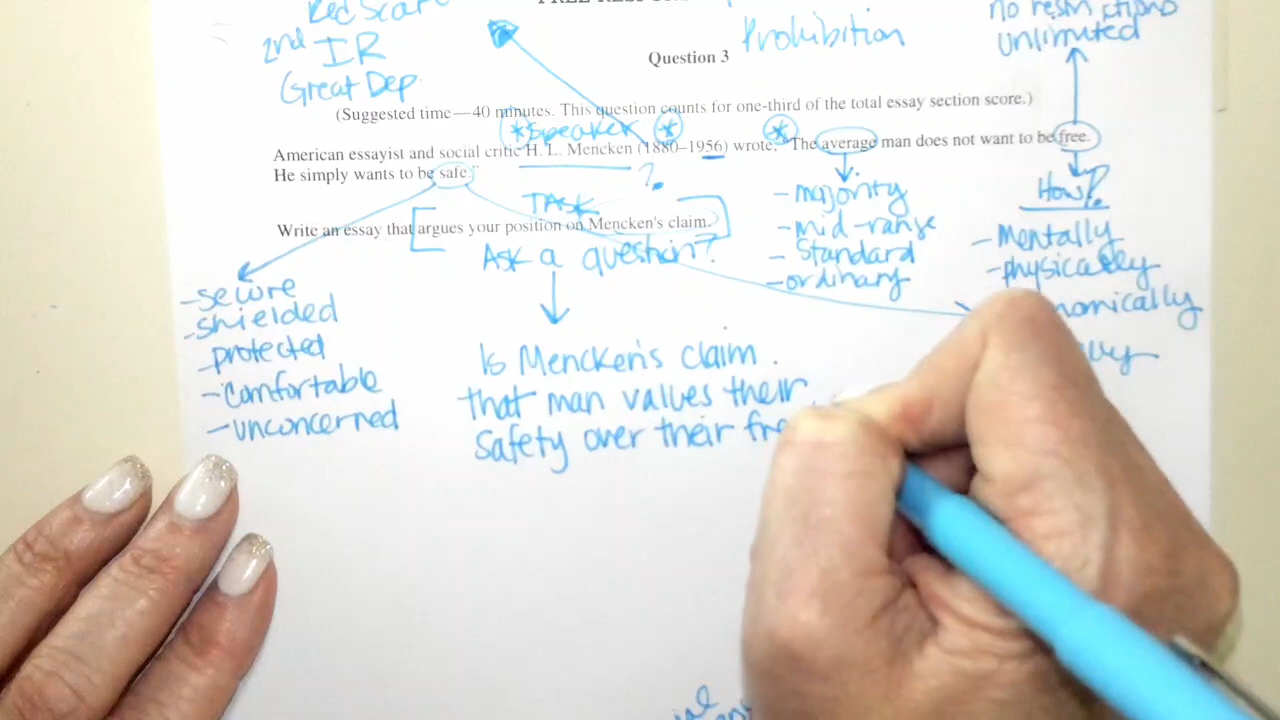 Red Scare
no restrictions
unlimited
2nd IR
Great Dep.
Prohibition
Question 3
(Suggested time—40 minutes. This question counts for one-third of the total essay section score.)
*Speaker *
*
American essayist and social critic H. L. Mencken (1880–1956) wrote, "The average man does not want to be free.
He simply wants to be safe."
?
TASK
Write an essay that argues your position on Mencken's claim.
Ask a question?
- majority
- mid-range
- Standard
- ordinary
How?
- Mentally
- physically
nomically
- secure
- shielded
- protected
- comfortable
- unconcerned
Is Mencken's claim
that man values their
safety over their fre